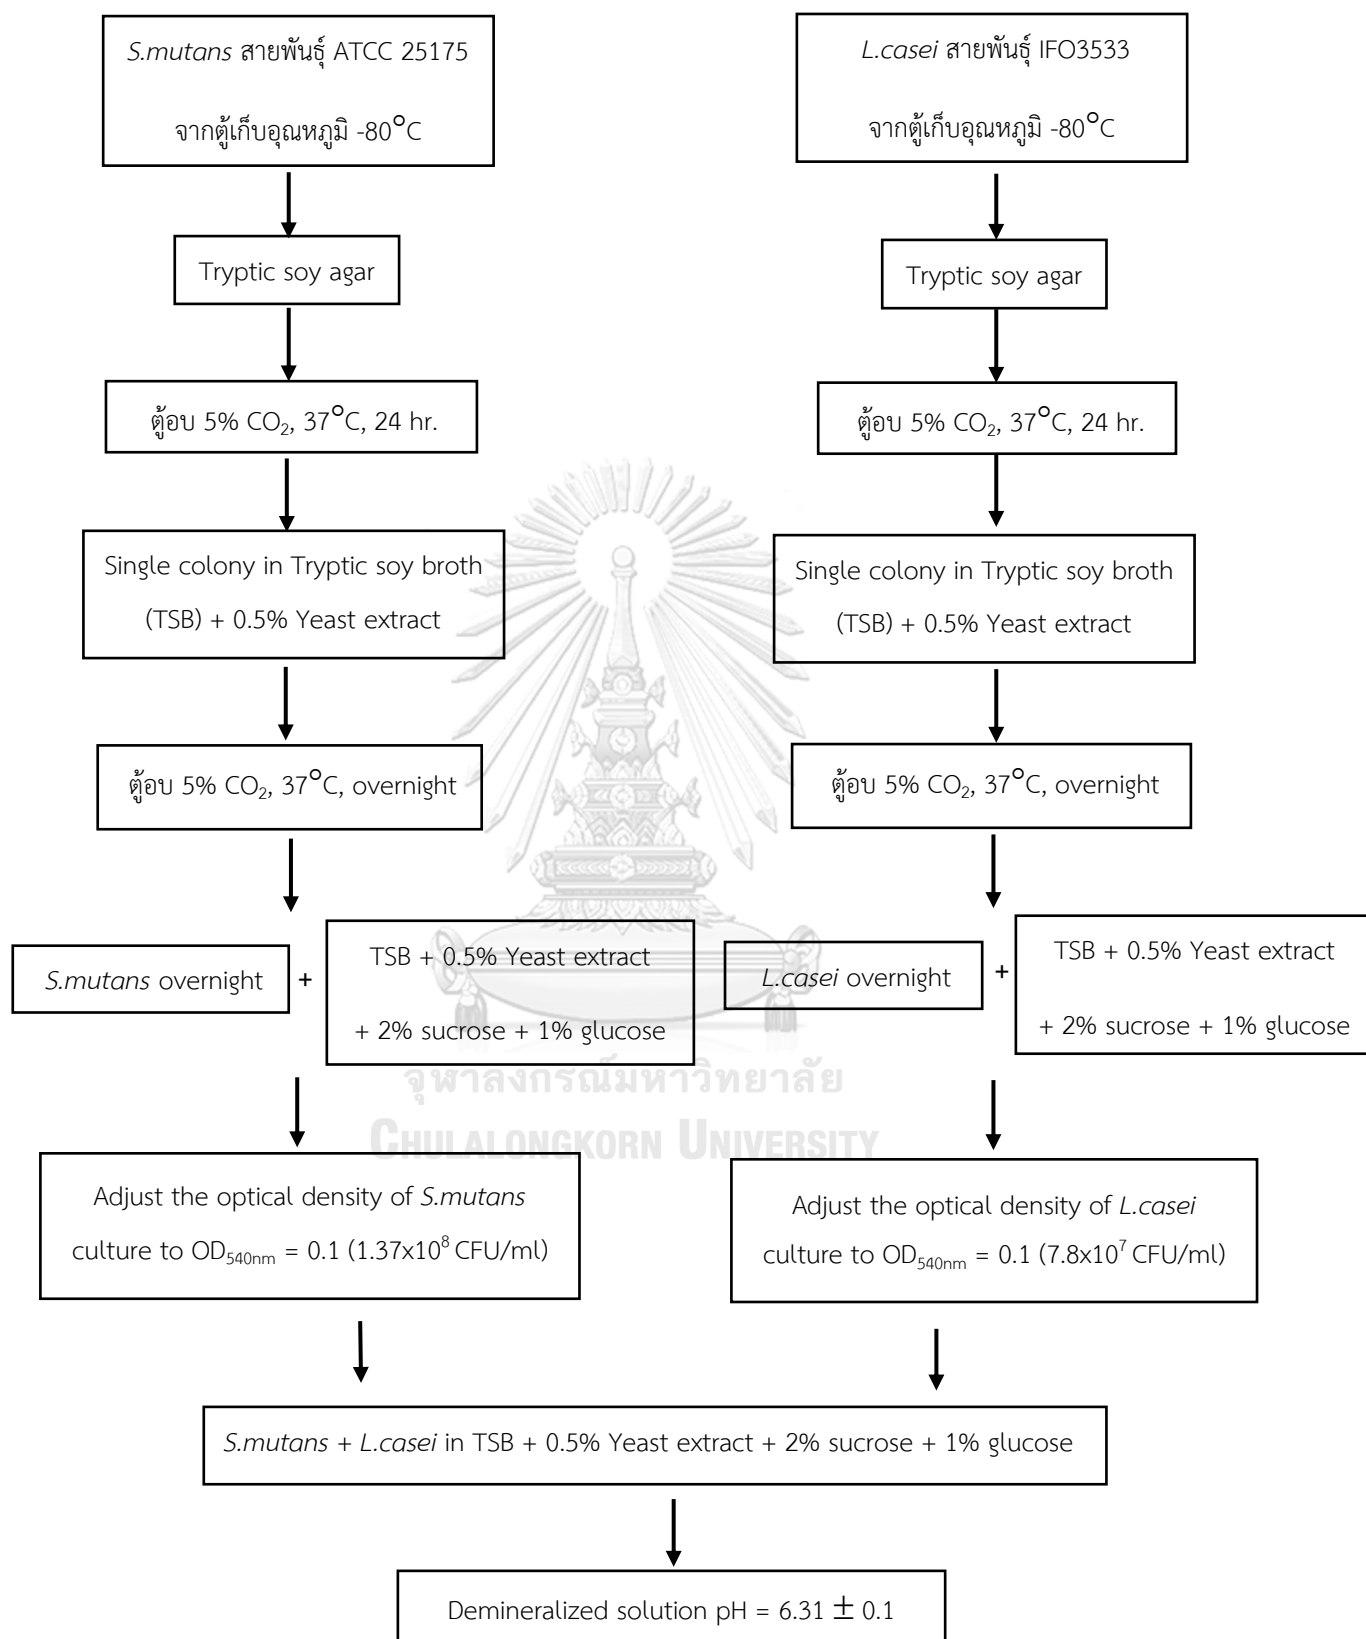 S.mutans สายพันธุ์ ATCC 25175
จากตู้เก็บอุณหภูมิ -80°C
L.casei สายพันธุ์ IFO3533
จากตู้เก็บอุณหภูมิ -80°C
Tryptic soy agar
Tryptic soy agar
ตู้อบ 5% CO₂, 37°C, 24 hr.
ตู้อบ 5% CO₂, 37°C, 24 hr.
Single colony in Tryptic soy broth
(TSB) + 0.5% Yeast extract
Single colony in Tryptic soy broth
(TSB) + 0.5% Yeast extract
ตู้อบ 5% CO₂, 37°C, overnight
ตู้อบ 5% CO₂, 37°C, overnight
S.mutans overnight
+
TSB + 0.5% Yeast extract
+ 2% sucrose + 1% glucose
L.casei overnight
+
TSB + 0.5% Yeast extract
+ 2% sucrose + 1% glucose
จุฬาลงกรณ์มหาวิทยาลัย
CHULALONGKORN UNIVERSITY
Adjust the optical density of S.mutans
culture to OD₅₄₀nm = 0.1 (1.37x10⁸ CFU/ml)
Adjust the optical density of L.casei
culture to OD₅₄₀nm = 0.1 (7.8x10⁷ CFU/ml)
S.mutans + L.casei in TSB + 0.5% Yeast extract + 2% sucrose + 1% glucose
Demineralized solution pH = 6.31 ± 0.1